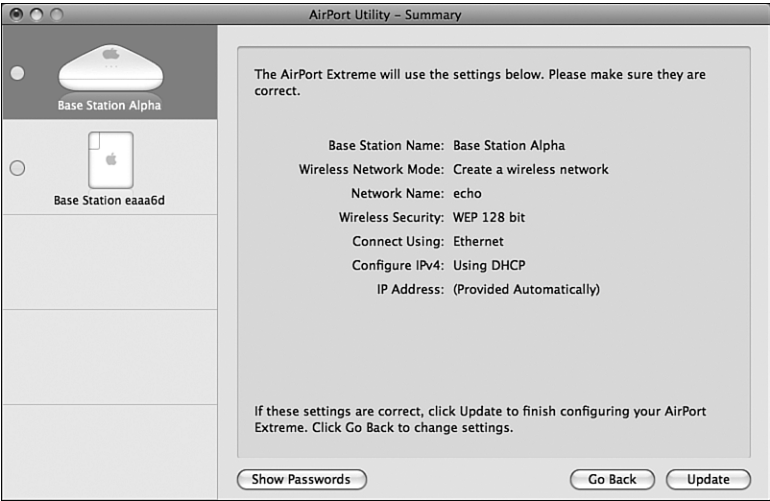 AirPort Utility – Summary
Base Station Alpha
Base Station eaaa6d
The AirPort Extreme will use the settings below. Please make sure they are
correct.
Base Station Name: Base Station Alpha
Wireless Network Mode: Create a wireless network
Network Name: echo
Wireless Security: WEP 128 bit
Connect Using: Ethernet
Configure IPv4: Using DHCP
IP Address: (Provided Automatically)
If these settings are correct, click Update to finish configuring your AirPort
Extreme. Click Go Back to change settings.
Show Passwords
Go Back
Update